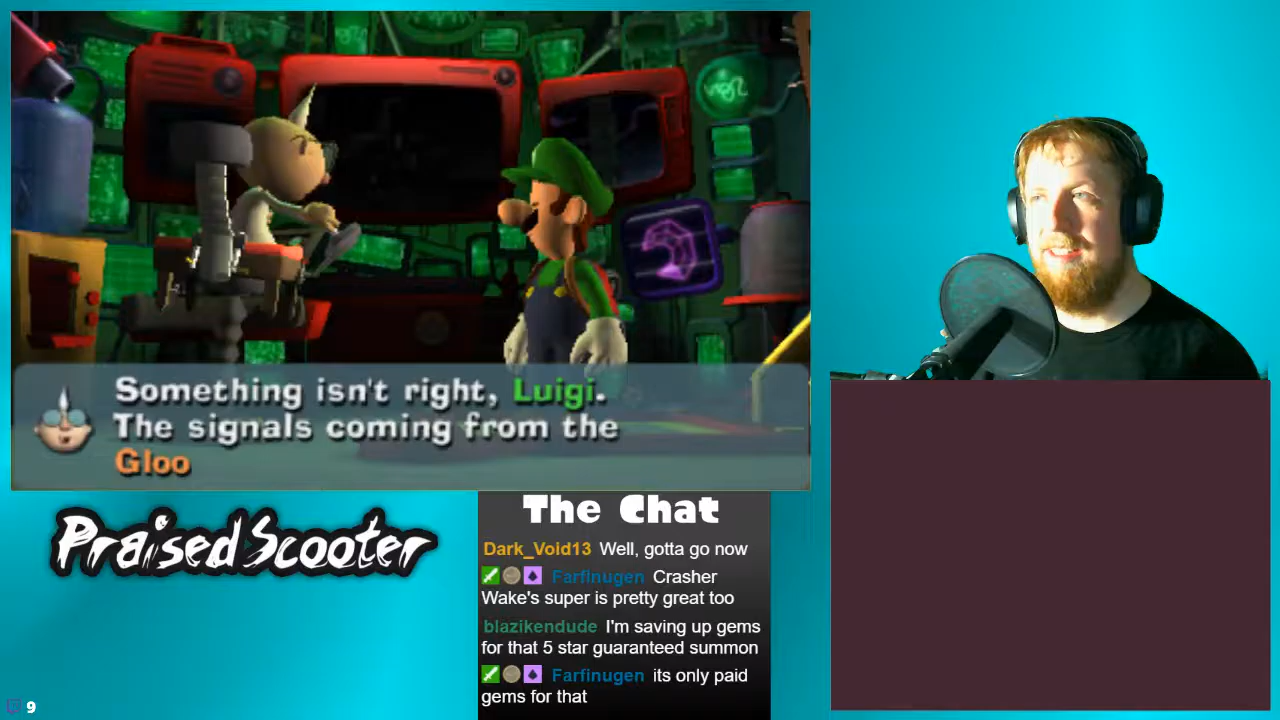 Something isn't right, Luigi.
The signals coming from the
Gloo
PraisedScooter
The Chat
Dark_Void13 Well, gotta go now
Farfinugen Crasher
Wake's super is pretty great too
blazikendude I'm saving up gems
for that 5 star guaranteed summon
Farfinugen its only paid
gems for that
9